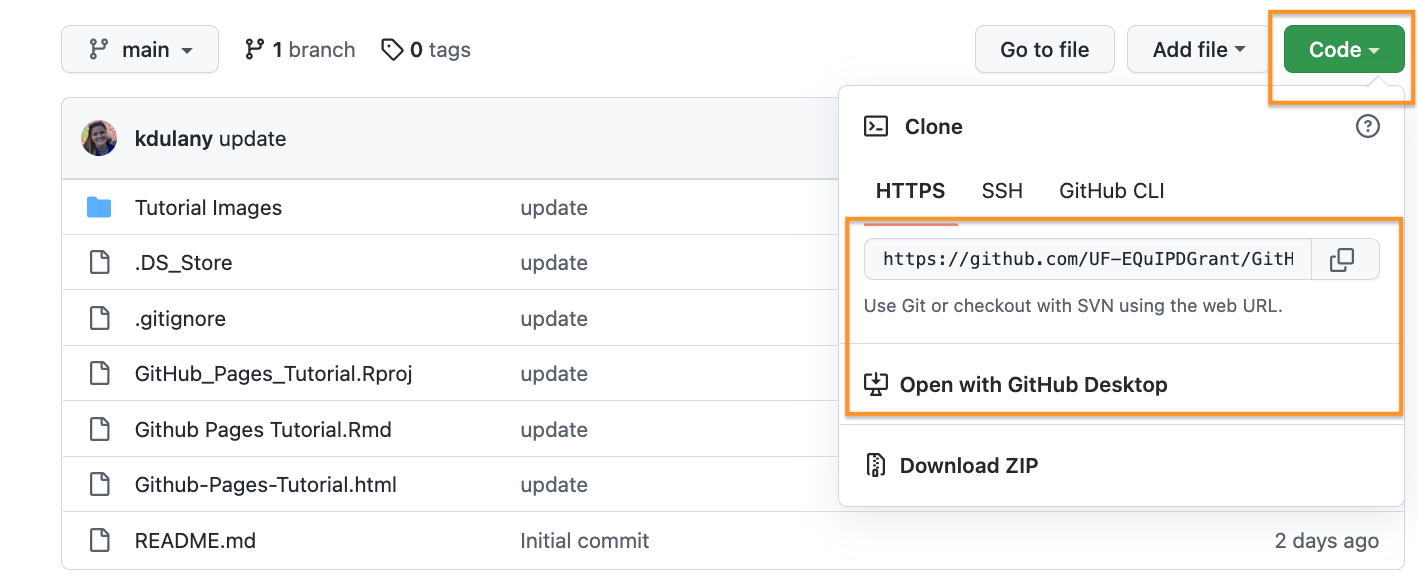 main 1 branch 0 tags Go to file Add file Code
kdulany update
Clone
HTTPS SSH GitHub CLI
Tutorial Images update
https://github.com/UF-EQuIPDGrant/GitH
.DS_Store update
Use Git or checkout with SVN using the web URL.
.gitignore update
GitHub_Pages_Tutorial.Rproj update
Open with GitHub Desktop
Github Pages Tutorial.Rmd update
Download ZIP
Github-Pages-Tutorial.html update
README.md Initial commit 2 days ago